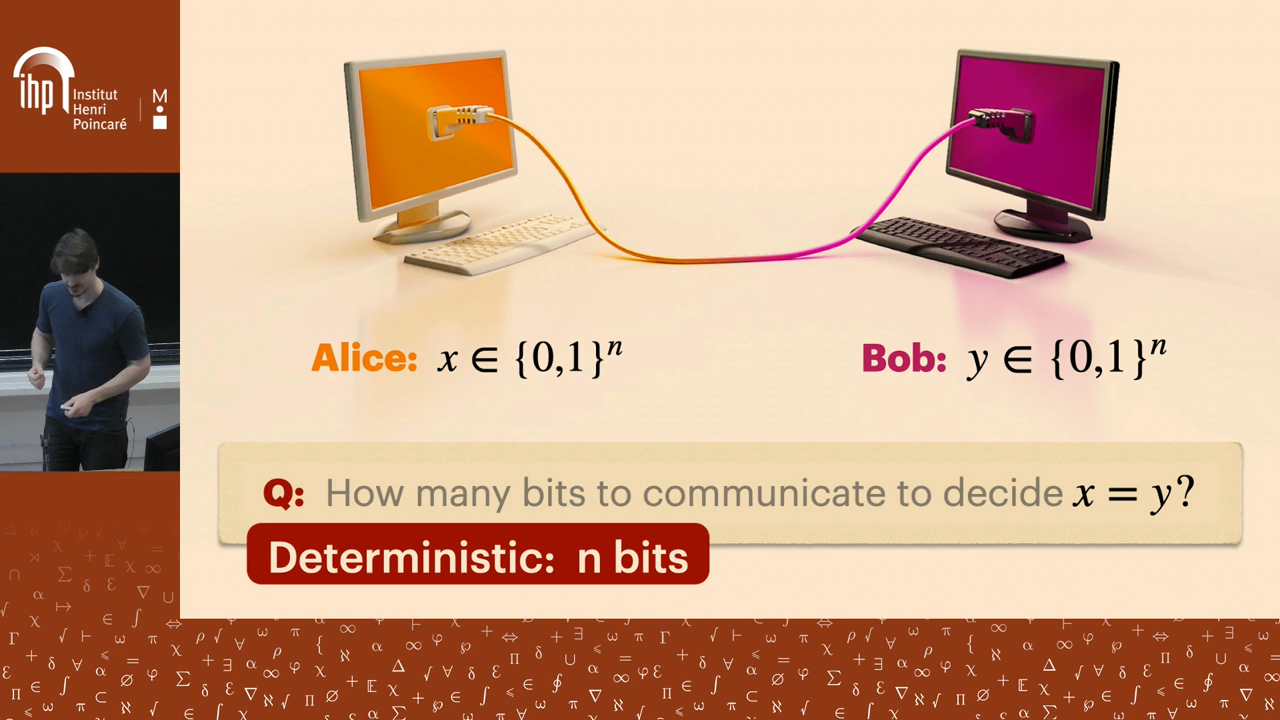 ihp
Institut
Henri
Poincaré
M
Alice: x ∈ {0,1}ⁿ
Bob: y ∈ {0,1}ⁿ
Q: How many bits to communicate to decide x = y?
Deterministic: n bits